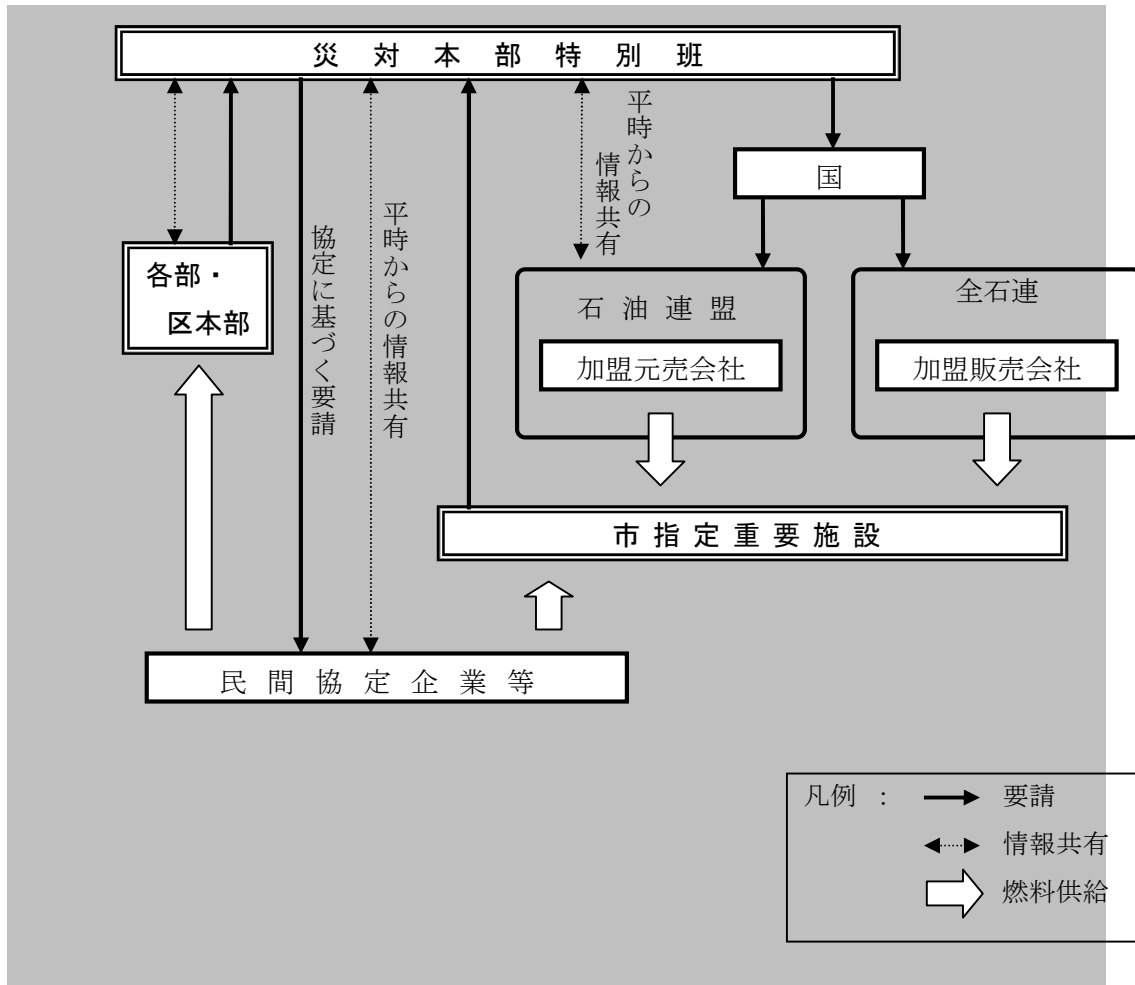 災対本部特別班
平時からの
情報共有
国
協定に基づく要請
平時からの情報共有
各部・
区本部
石油連盟
全石連
加盟元売会社
加盟販売会社
市指定重要施設
民間協定企業等
凡例 : 要請
情報共有
燃料供給